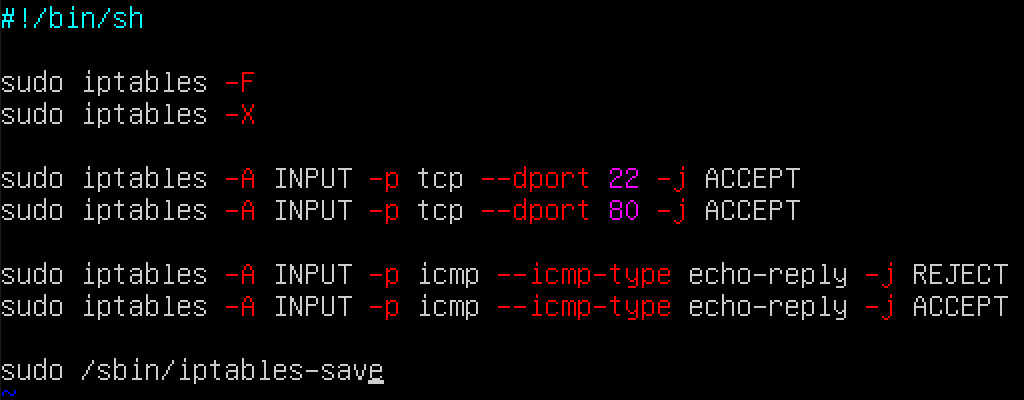 #!/bin/sh
sudo iptables -F
sudo iptables -X
sudo iptables -A INPUT -p tcp --dport 22 -j ACCEPT
sudo iptables -A INPUT -p tcp --dport 80 -j ACCEPT
sudo iptables -A INPUT -p icmp --icmp-type echo-reply -j REJECT
sudo iptables -A INPUT -p icmp --icmp-type echo-reply -j ACCEPT
sudo /sbin/iptables-save
~